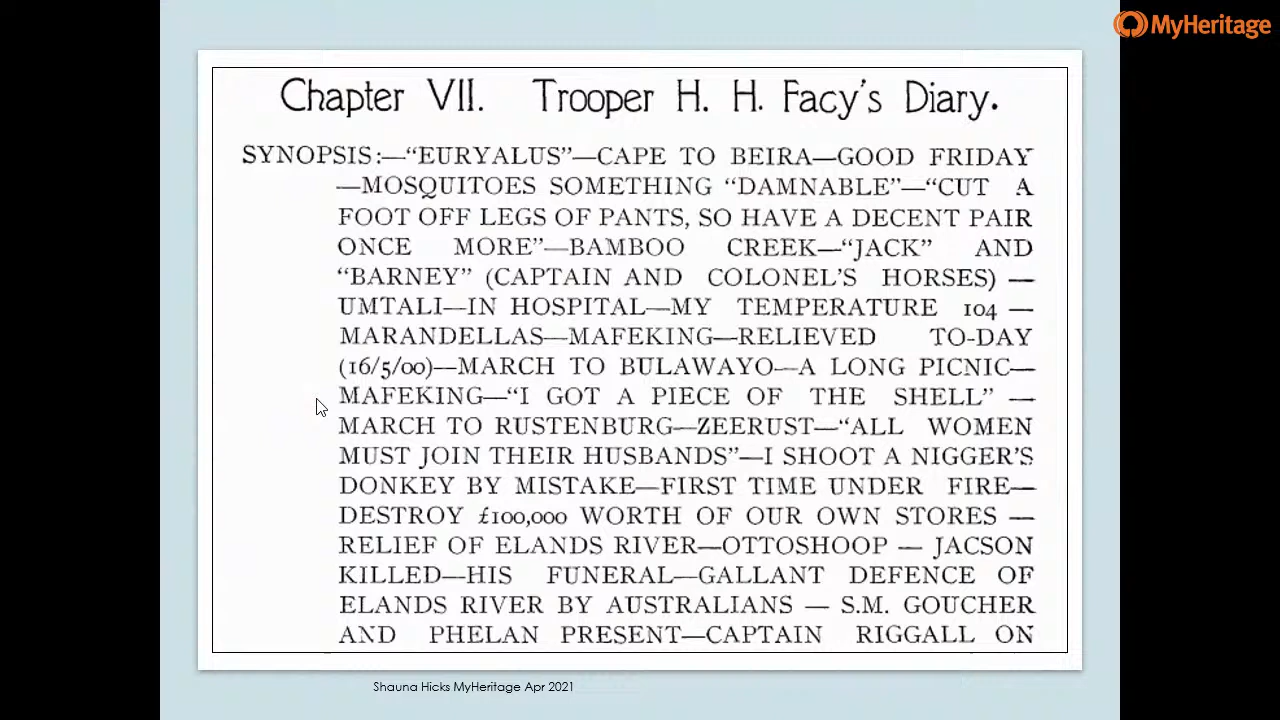 MyHeritage
Chapter VII. Trooper H. H. Facy's Diary.
SYNOPSIS:—"EURYALUS"—CAPE TO BEIRA—GOOD FRIDAY
—MOSQUITOES SOMETHING "DAMNABLE"—"CUT A
FOOT OFF LEGS OF PANTS, SO HAVE A DECENT PAIR
ONCE MORE"—BAMBOO CREEK—"JACK" AND
"BARNEY" (CAPTAIN AND COLONEL'S HORSES) —
UMTALI—IN HOSPITAL—MY TEMPERATURE 104 —
MARANDELLAS—MAFEKING—RELIEVED TO-DAY
(16/5/00)—MARCH TO BULAWAYO—A LONG PICNIC—
MAFEKING—"I GOT A PIECE OF THE SHELL" —
MARCH TO RUSTENBURG—ZEERUST—"ALL WOMEN
MUST JOIN THEIR HUSBANDS"—I SHOOT A NIGGER'S
DONKEY BY MISTAKE—FIRST TIME UNDER FIRE—
DESTROY £100,000 WORTH OF OUR OWN STORES —
RELIEF OF ELANDS RIVER—OTTOSHOOP — JACSON
KILLED—HIS FUNERAL—GALLANT DEFENCE OF
ELANDS RIVER BY AUSTRALIANS — S.M. GOUCHER
AND PHELAN PRESENT—CAPTAIN RIGGALL ON
Shauna Hicks MyHeritage Apr 2021